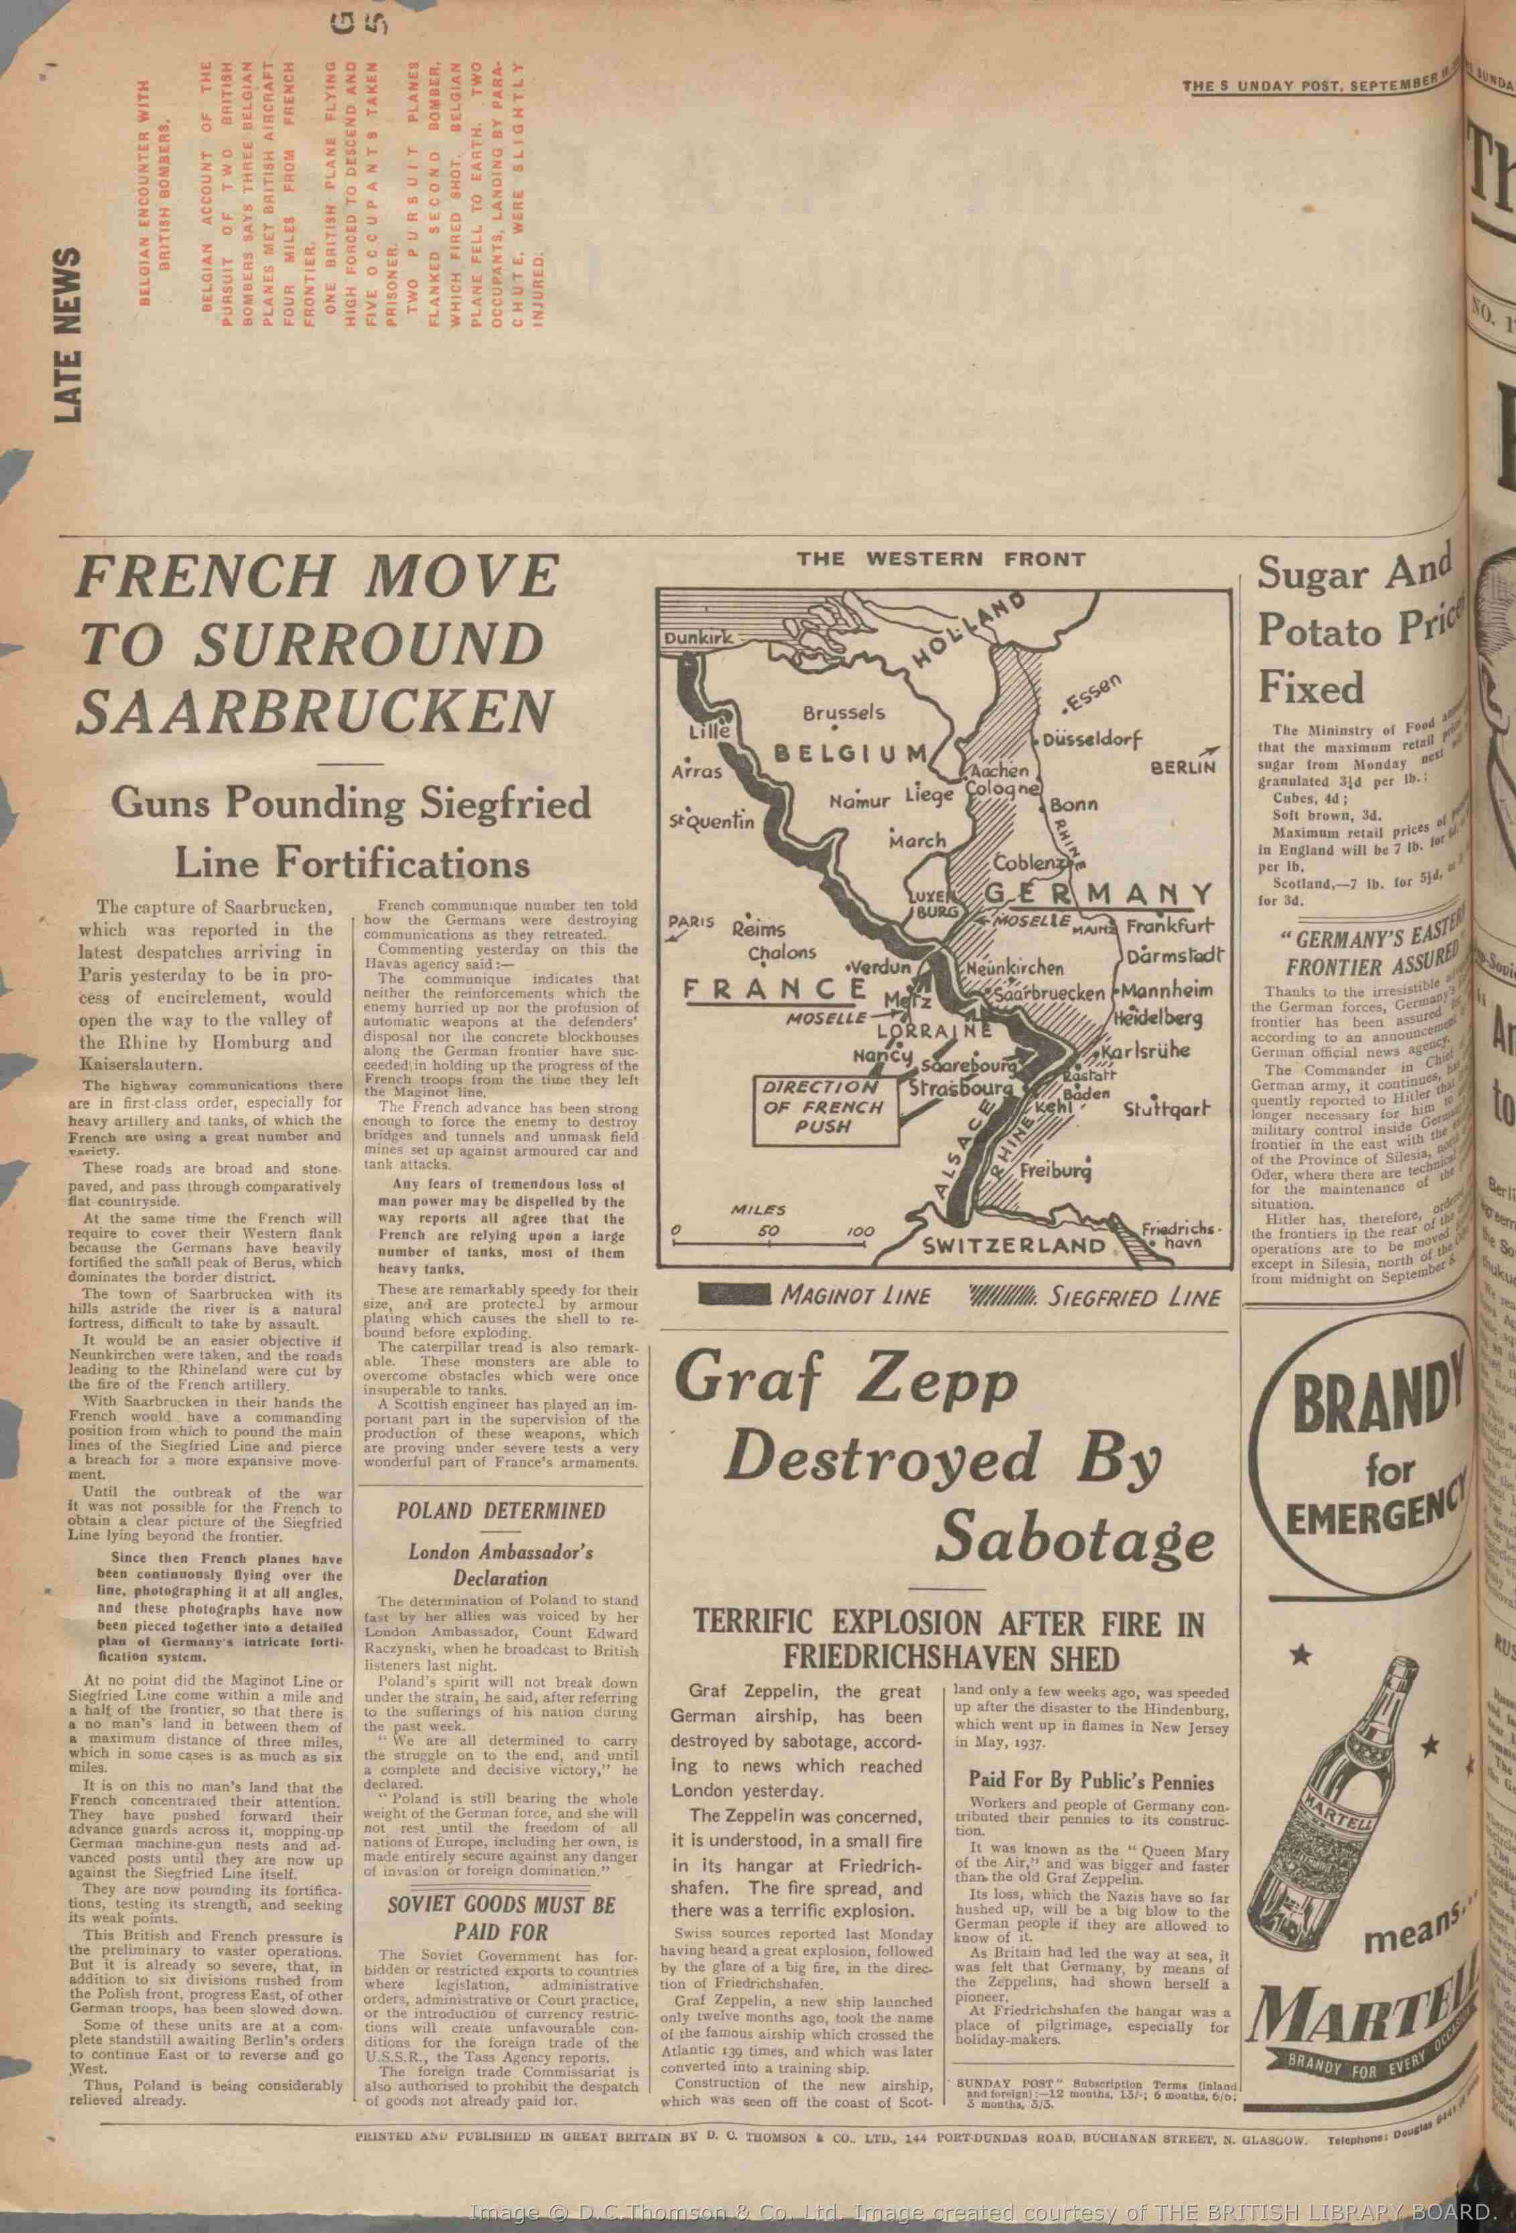 THE S UNDAY POST, SEPTEMBER
LATE NEWS
BELGIAN ENCOUNTER WITH
BRITISH BOMBERS.
BELGIAN ACCOUNT OF THE
PURSUIT OF TWO BRITISH
BOMBERS SAYS THREE BELGIAN
PLANES MET BRITISH AIRCRAFT
FOUR MILES FROM FRENCH
FRONTIER.
ONE BRITISH PLANE FLYING
HIGH FORCED TO DESCEND AND
FIVE OCCUPANTS TAKEN
PRISONER.
TWO PURSUIT PLANES
FLANKED SECOND BOMBER,
WHICH FIRED SHOT. BELGIAN
PLANE FELL TO EARTH. TWO
OCCUPANTS, LANDING BY PARA-
CHUTE, WERE SLIGHTLY
INJURED.
FRENCH MOVE
TO SURROUND
SAARBRUCKEN
Guns Pounding Siegfried
Line Fortifications
The capture of Saarbrucken,
which was reported in the
latest despatches arriving in
Paris yesterday to be in pro-
cess of encirclement, would
open the way to the valley of
the Rhine by Homburg and
Kaiserslautern.
The highway communications there
are in first-class order, especially for
heavy artillery and tanks, of which the
French are using a great number and
variety.
These roads are broad and stone-
paved, and pass through comparatively
flat countryside.
At the same time the French will
require to cover their Western flank
because the Germans have heavily
fortified the small peak of Berus, which
dominates the border district.
The town of Saarbrucken with its
hills astride the river is a natural
fortress, difficult to take by assault.
It would be an easier objective if
Neunkirchen were taken, and the roads
leading to the Rhineland were cut by
the fire of the French artillery.
With Saarbrucken in their hands the
French would have a commanding
position from which to pound the main
lines of the Siegfried Line and pierce
a breach for a more expansive move-
ment.
Until the outbreak of the war
it was not possible for the French to
obtain a clear picture of the Siegfried
Line lying beyond the frontier.
Since then French planes have
been continuously flying over the
line, photographing it at all angles,
and these photographs have now
been pieced together into a detailed
plan of Germany's intricate forti-
fication system.
At no point did the Maginot Line or
Siegfried Line come within a mile and
a half of the frontier, so that there is
a no man's land in between them of
a maximum distance of three miles,
which in some cases is as much as six
miles.
It is on this no man's land that the
French concentrated their attention.
They have pushed forward their
advance guards across it, mopping-up
German machine-gun nests and ad-
vanced posts until they are now up
against the Siegfried Line itself.
They are now pounding its fortifica-
tions, testing its strength, and seeking
its weak points.
This British and French pressure is
the preliminary to vaster operations.
But it is already so severe, that, in
addition to six divisions rushed from
the Polish front, progress East, of other
German troops, has been slowed down.
Some of these units are at a com-
plete standstill awaiting Berlin's orders
to continue East or to reverse and go
West.
Thus, Poland is being considerably
relieved already.
French communique number ten told
how the Germans were destroying
communications as they retreated.
Commenting yesterday on this the
Havas agency said:—
The communique indicates that
neither the reinforcements which the
enemy hurried up nor the profusion of
automatic weapons at the defenders'
disposal nor the concrete blockhouses
along the German frontier have suc-
ceeded in holding up the progress of the
French troops from the time they left
the Maginot line.
The French advance has been strong
enough to force the enemy to destroy
bridges and tunnels and unmask field
mines set up against armoured car and
tank attacks.
Any fears of tremendous loss of
man power may be dispelled by the
way reports all agree that the
French are relying upon a large
number of tanks, most of them
heavy tanks.
These are remarkably speedy for their
size, and are protected by armour
plating which causes the shell to re-
bound before exploding.
The caterpillar tread is also remark-
able. These monsters are able to
overcome obstacles which were once
insuperable to tanks.
A Scottish engineer has played an im-
portant part in the supervision of the
production of these weapons, which
are proving under severe tests a very
wonderful part of France's armaments.
POLAND DETERMINED
London Ambassador's
Declaration
The determination of Poland to stand
fast by her allies was voiced by her
London Ambassador, Count Edward
Raczynski, when he broadcast to British
listeners last night.
Poland's spirit will not break down
under the strain, he said, after referring
to the sufferings of his nation during
the past week.
" We are all determined to carry
the struggle on to the end, and until
a complete and decisive victory," he
declared.
" Poland is still bearing the whole
weight of the German force, and she will
not rest until the freedom of all
nations of Europe, including her own, is
made entirely secure against any danger
of invasion or foreign domination."
SOVIET GOODS MUST BE
PAID FOR
The Soviet Government has for-
bidden or restricted exports to countries
where legislation, administrative
orders, administrative or Court practice,
or the introduction of currency restric-
tions will create unfavourable con-
ditions for the foreign trade of the
U.S.S.R., the Tass Agency reports.
The foreign trade Commissariat is
also authorised to prohibit the despatch
of goods not already paid for.
THE WESTERN FRONT
Dunkirk
HOLLAND
Essen
Brussels
Lille
Düsseldorf
BELGIUM
BERLIN
Arras
Aachen
Cologne
Namur
Liege
Bonn
St Quentin
March
RHINE
Coblenz
LUXEM
BURG
GERMANY
MOSELLE
MAINZ
Frankfurt
PARIS
Reims
Chalons
Darmstadt
Verdun
Neunkirchen
FRANCE
Metz
Saarbruecken
Mannheim
MOSELLE
LORRAINE
Heidelberg
Nancy
Saarebourg
Karlsrühe
Rastatt
DIRECTION
OF FRENCH
PUSH
Strasbourg
Baden
Kehl
Stuttgart
ALSACE
RHINE
Freiburg
MILES
0 50 100
SWITZERLAND
Friedrichs-
havn
MAGINOT LINE
SIEGFRIED LINE
Graf Zepp
Destroyed By
Sabotage
TERRIFIC EXPLOSION AFTER FIRE IN
FRIEDRICHSHAVEN SHED
Graf Zeppelin, the great
German airship, has been
destroyed by sabotage, accord-
ing to news which reached
London yesterday.
The Zeppelin was concerned,
it is understood, in a small fire
in its hangar at Friedrich-
shafen. The fire spread, and
there was a terrific explosion.
Swiss sources reported last Monday
having heard a great explosion, followed
by the glare of a big fire, in the direc-
tion of Friedrichshafen.
Graf Zeppelin, a new ship launched
only twelve months ago, took the name
of the famous airship which crossed the
Atlantic 139 times, and which was later
converted into a training ship.
Construction of the new airship,
which was seen off the coast of Scot-
land only a few weeks ago, was speeded
up after the disaster to the Hindenburg,
which went up in flames in New Jersey
in May, 1937.
Paid For By Public's Pennies
Workers and people of Germany con-
tributed their pennies to its construc-
tion.
It was known as the " Queen Mary
of the Air," and was bigger and faster
than the old Graf Zeppelin.
Its loss, which the Nazis have so far
hushed up, will be a big blow to the
German people if they are allowed to
know of it.
As Britain had led the way at sea, it
was felt that Germany, by means of
the Zeppelins, had shown herself a
pioneer.
At Friedrichshafen the hangar was a
place of pilgrimage, especially for
holiday-makers.
SUNDAY POST" Subscription Terms (inland
and foreign):—12 months, 13/-; 6 months, 6/6;
3 months, 3/3.
Sugar And
Potato Prices
Fixed
The Mininstry of Food
that the maximum retail
sugar from Monday next
granulated 3¼d per lb.;
Cubes, 4d;
Soft brown, 3d.
Maximum retail prices of
in England will be 7 lb. for
per lb.
Scotland,—7 lb. for 5½d,
for 3d.
" GERMANY'S EASTERN
FRONTIER ASSURED
Thanks to the irresistible
the German forces, Germany's
frontier has been assured
according to an announcement
German official news agency.
The Commander in Chief
German army, it continues,
quently reported to Hitler that
longer necessary for him to
military control inside
frontier in the east with the
of the Province of Silesia,
Oder, where there are technical
for the maintenance of the
situation.
Hitler has, therefore, ordered
the frontiers in the rear of the
operations are to be moved
except in Silesia, north of the
from midnight on September
BRANDY
for
EMERGENCY
MARTELL
means...
MARTELL
BRANDY FOR EVERY OCCASION
PRINTED AND PUBLISHED IN GREAT BRITAIN BY D. C. THOMSON & CO., LTD., 144 PORT-DUNDAS ROAD, BUCHANAN STREET, N. GLASGOW. Telephone: Douglas
Image © D.C.Thomson & Co. Ltd. Image created courtesy of THE BRITISH LIBRARY BOARD.